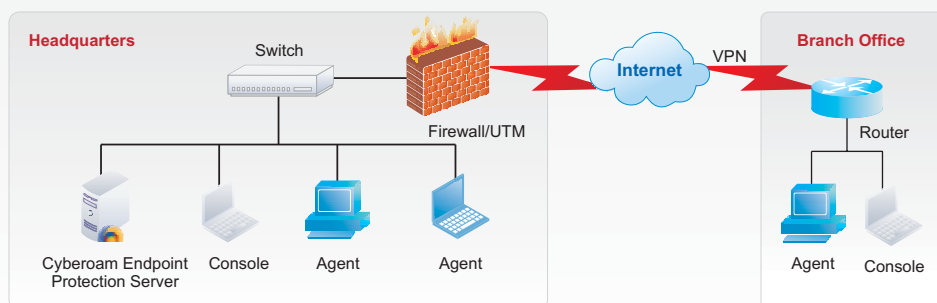 Headquarters
Switch
Firewall/UTM
Internet
VPN
Branch Office
Router
Cyberoam Endpoint
Protection Server
Console
Agent
Agent
Agent
Console